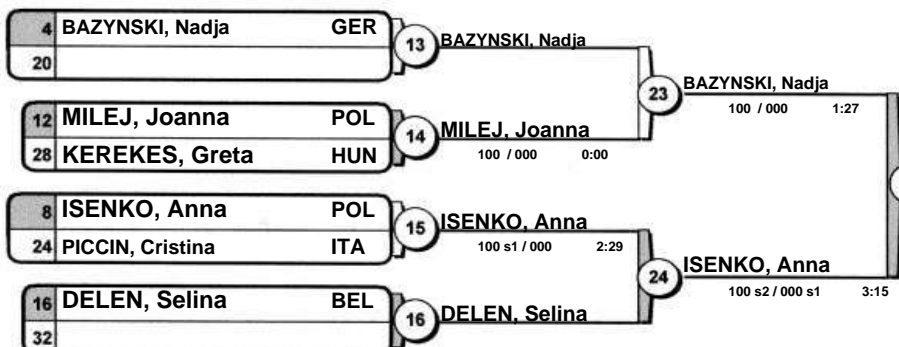 4 BAZYNSKI, Nadja GER
20
13 BAZYNSKI, Nadja
12 MILEJ, Joanna POL
28 KEREKES, Greta HUN
14 MILEJ, Joanna
100 / 000 0:00
23 BAZYNSKI, Nadja
100 / 000 1:27
8 ISENKO, Anna POL
24 PICCIN, Cristina ITA
15 ISENKO, Anna
100 s1 / 000 2:29
16 DELEN, Selina BEL
32
16 DELEN, Selina
24 ISENKO, Anna
100 s2 / 000 s1 3:15